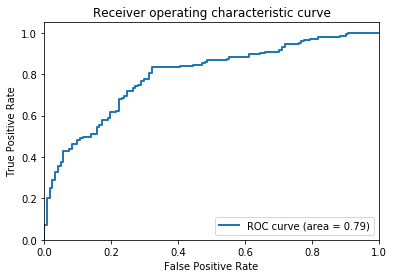 Receiver operating characteristic curve
True Positive Rate
1.0
0.8
0.6
0.4
0.2
0.0
ROC curve (area = 0.79)
0.0 0.2 0.4 0.6 0.8 1.0
False Positive Rate